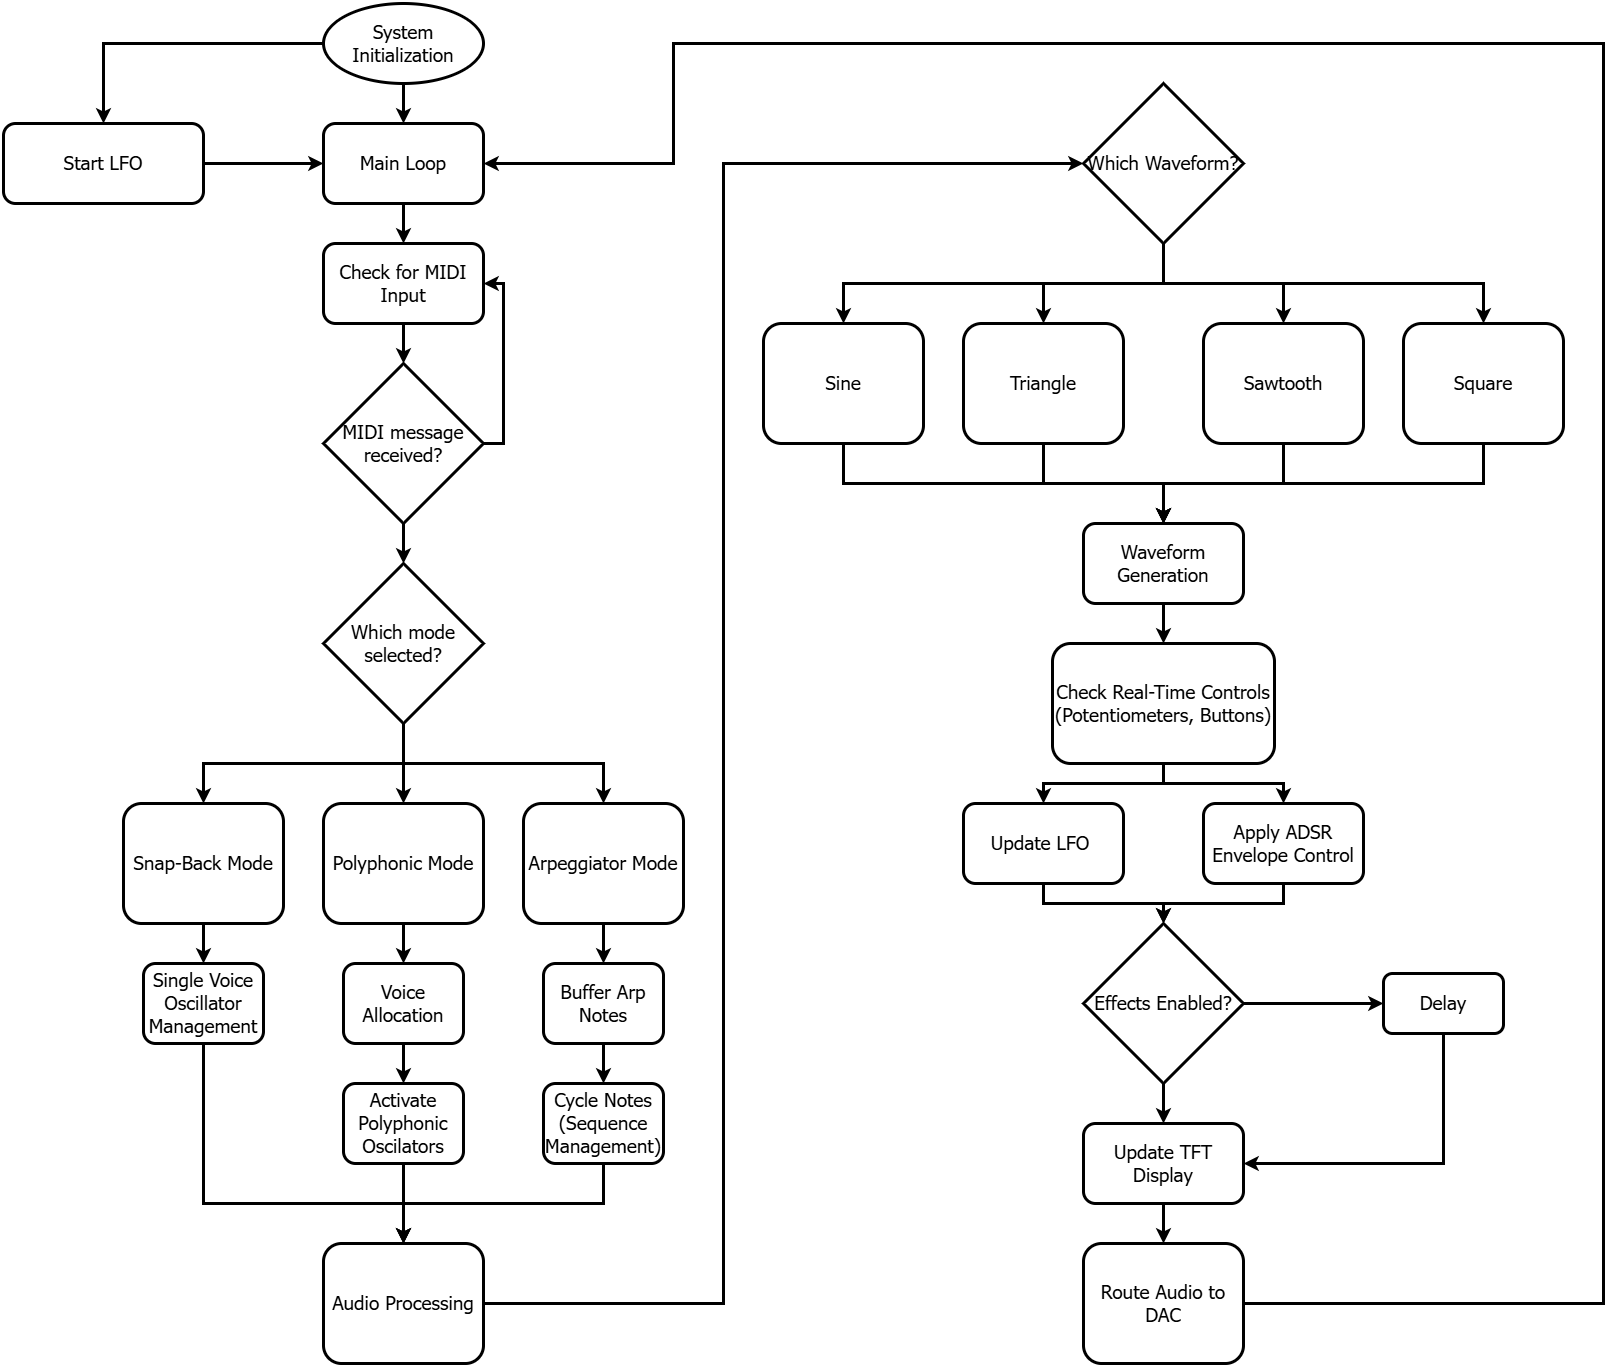 System
Initialization
Start LFO
Main Loop
Check for MIDI
Input
MIDI message
received?
Which mode
selected?
Snap-Back Mode
Polyphonic Mode
Arpeggiator Mode
Single Voice
Oscillator
Management
Voice
Allocation
Buffer Arp
Notes
Activate
Polyphonic
Oscilators
Cycle Notes
(Sequence
Management)
Audio Processing
Which Waveform?
Sine
Triangle
Sawtooth
Square
Waveform
Generation
Check Real-Time Controls
(Potentiometers, Buttons)
Update LFO
Apply ADSR
Envelope Control
Effects Enabled?
Delay
Update TFT
Display
Route Audio to
DAC